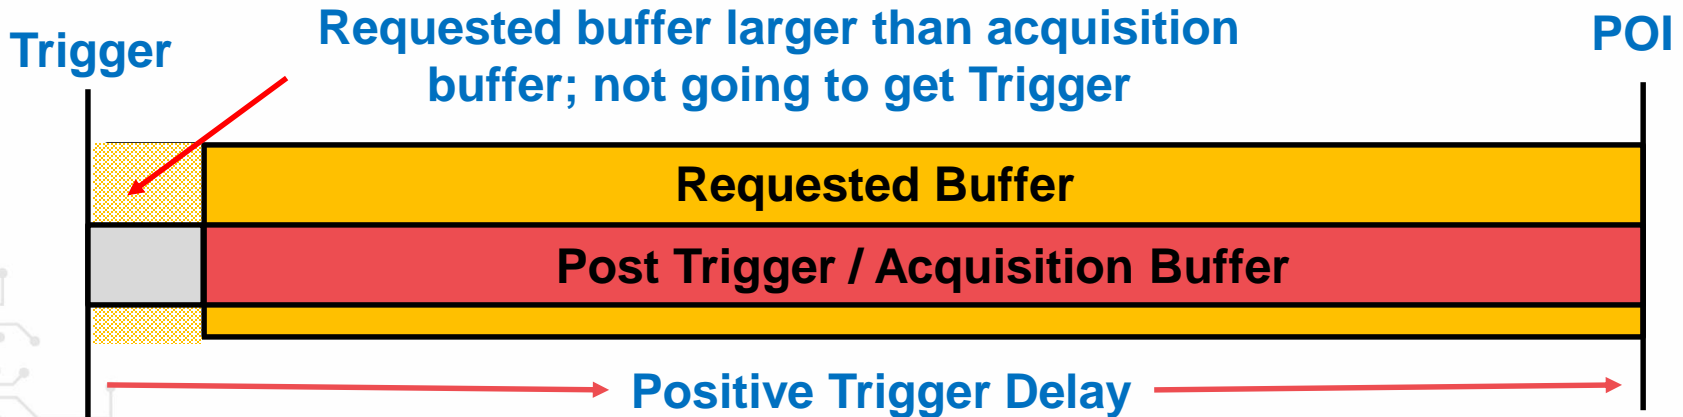 Trigger
Requested buffer larger than acquisition
buffer; not going to get Trigger
POI
Requested Buffer
Post Trigger / Acquisition Buffer
Positive Trigger Delay